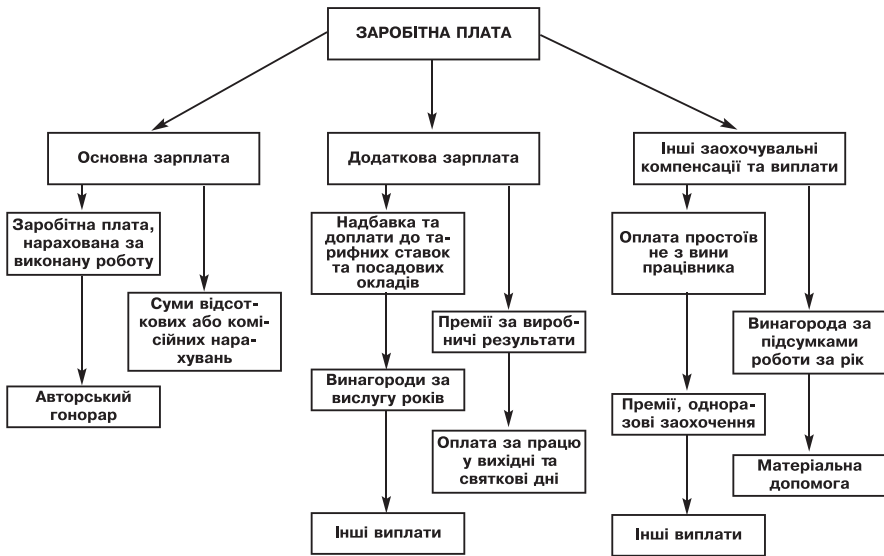 ЗАРОБІТНА ПЛАТА
Основна зарплата
Додаткова зарплата
Інші заохочувальні
компенсації та виплати
Заробітна плата,
нарахована за
виконану роботу
Суми відсот-
кових або комі-
сійних нара-
хувань
Авторський
гонорар
Надбавка та
доплати до та-
рифних ставок
та посадових
окладів
Премії за вироб-
ничі результати
Винагороди за
вислугу років
Оплата за працю
у вихідні та
святкові дні
Інші виплати
Оплата простоїв
не з вини
працівника
Винагорода за
підсумками
роботи за рік
Премії, однора-
зові заохочення
Матеріальна
допомога
Інші виплати